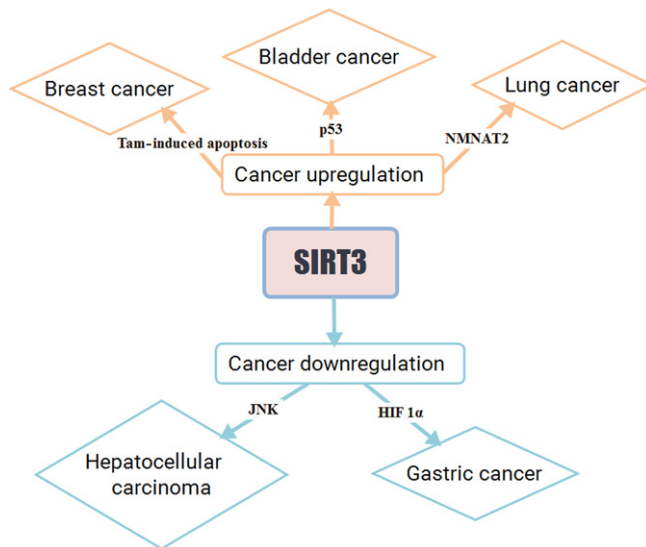 Bladder cancer
Breast cancer
Lung cancer
Tam-induced apoptosis
p53
NMNAT2
Cancer upregulation
SIRT3
Cancer downregulation
JNK
HIF 1α
Hepatocellular
carcinoma
Gastric cancer